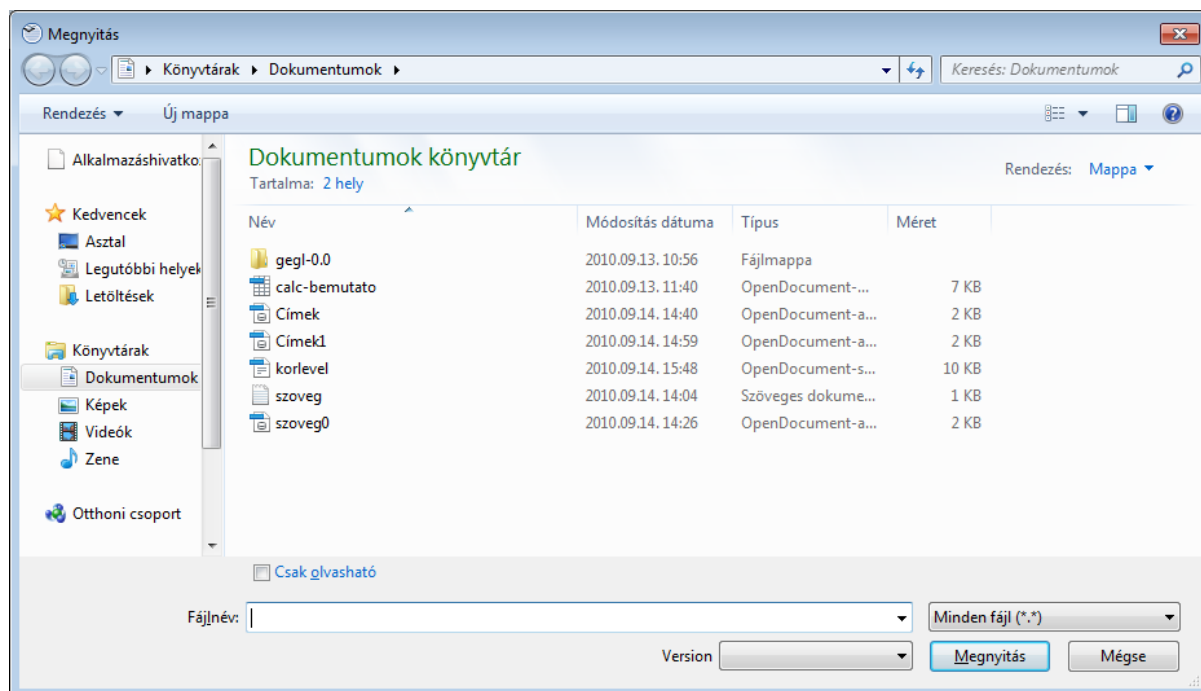 Megnyitás
Könyvtárak Dokumentumok
Keresés: Dokumentumok
Rendezés Új mappa
Alkalmazáshivatko
Kedvencek
Asztal
Legutóbbi helyek
Letöltések
Könyvtárak
Dokumentumok
Képek
Videók
Zene
Otthoni csoport
Dokumentumok könyvtár
Tartalma: 2 hely
Rendezés: Mappa
Név Módosítás dátuma Típus Méret
gegl-0.0 2010.09.13. 10:56 Fájlmappa
calc-bemutato 2010.09.13. 11:40 OpenDocument-... 7 KB
Címek 2010.09.14. 14:40 OpenDocument-a... 2 KB
Címek1 2010.09.14. 14:59 OpenDocument-a... 2 KB
korlevel 2010.09.14. 15:48 OpenDocument-s... 10 KB
szoveg 2010.09.14. 14:04 Szöveges dokume... 1 KB
szoveg0 2010.09.14. 14:26 OpenDocument-a... 2 KB
Csak olvasható
Fájlnév: Minden fájl (*.*)
Version Megnyitás Mégse